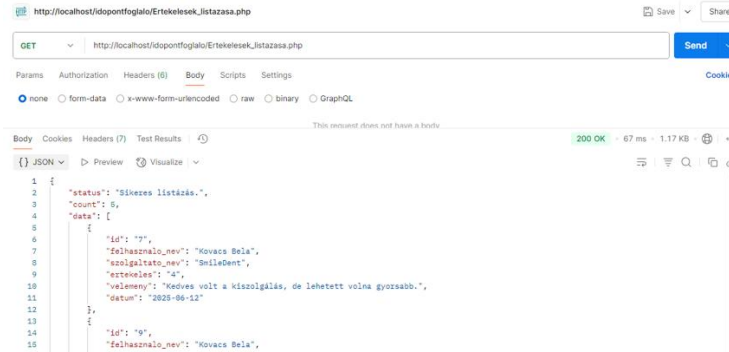 http://localhost/idopontfoglalo/Ertekelesek_listazasa.php Save Share
GET http://localhost/idopontfoglalo/Ertekelesek_listazasa.php Send
Params Authorization Headers (6) Body Scripts Settings Cookie
none form-data x-www-form-urlencoded raw binary GraphQL
This request does not have a body
Body Cookies Headers (7) Test Results 200 OK 67 ms 1.17 KB
{} JSON Preview Visualize
1 {
2 "status": "Sikeres listázás.",
3 "count": 5,
4 "data": [
5 {
6 "id": "7",
7 "felhasznalo_nev": "Kovacs Bela",
8 "szolgaltato_nev": "SmileDent",
9 "ertekeles": "4",
10 "velemeny": "Kedves volt a kiszolgálás, de lehetett volna gyorsabb.",
11 "datum": "2025-06-12"
12 },
13 {
14 "id": "9",
15 "felhasznalo_nev": "Kovacs Bela",